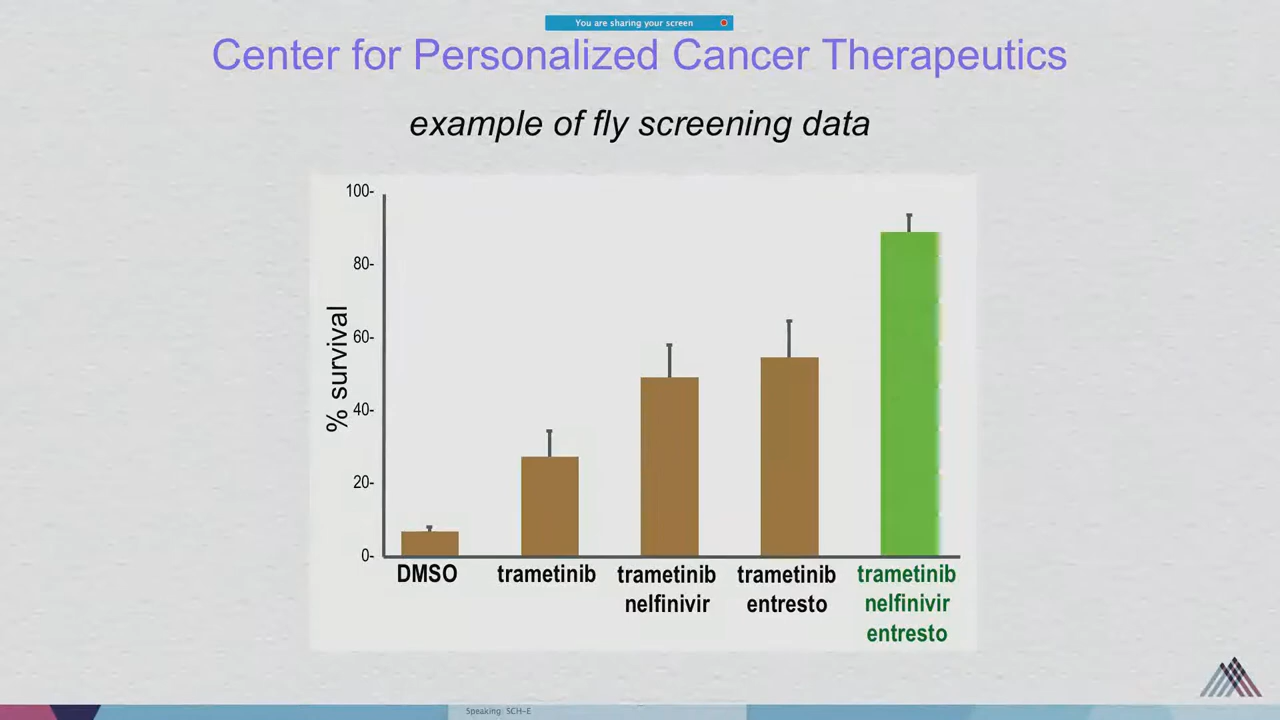 You are sharing your screen
Center for Personalized Cancer Therapeutics
example of fly screening data
% survival
100-
80-
60-
40-
20-
0-
DMSO
trametinib
trametinib
nelfinivir
trametinib
entresto
trametinib
nelfinivir
entresto
Speaking: SCH-E